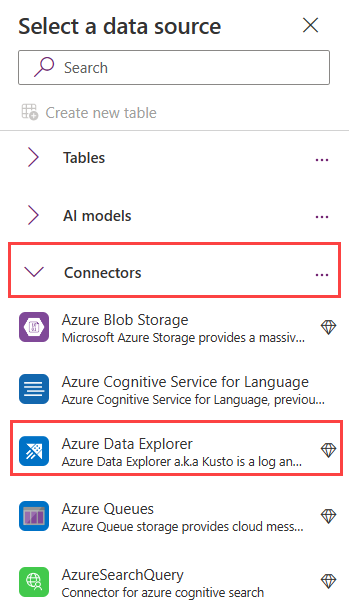 Select a data source
Search
Create new table
Tables
...
AI models
...
Connectors
...
Azure Blob Storage
Microsoft Azure Storage provides a massiv...
Azure Cognitive Service for Language
Azure Cognitive Service for Language, previou...
Azure Data Explorer
Azure Data Explorer a.k.a Kusto is a log an...
Azure Queues
Azure Queue storage provides cloud mess...
AzureSearchQuery
Connector for azure cognitive search